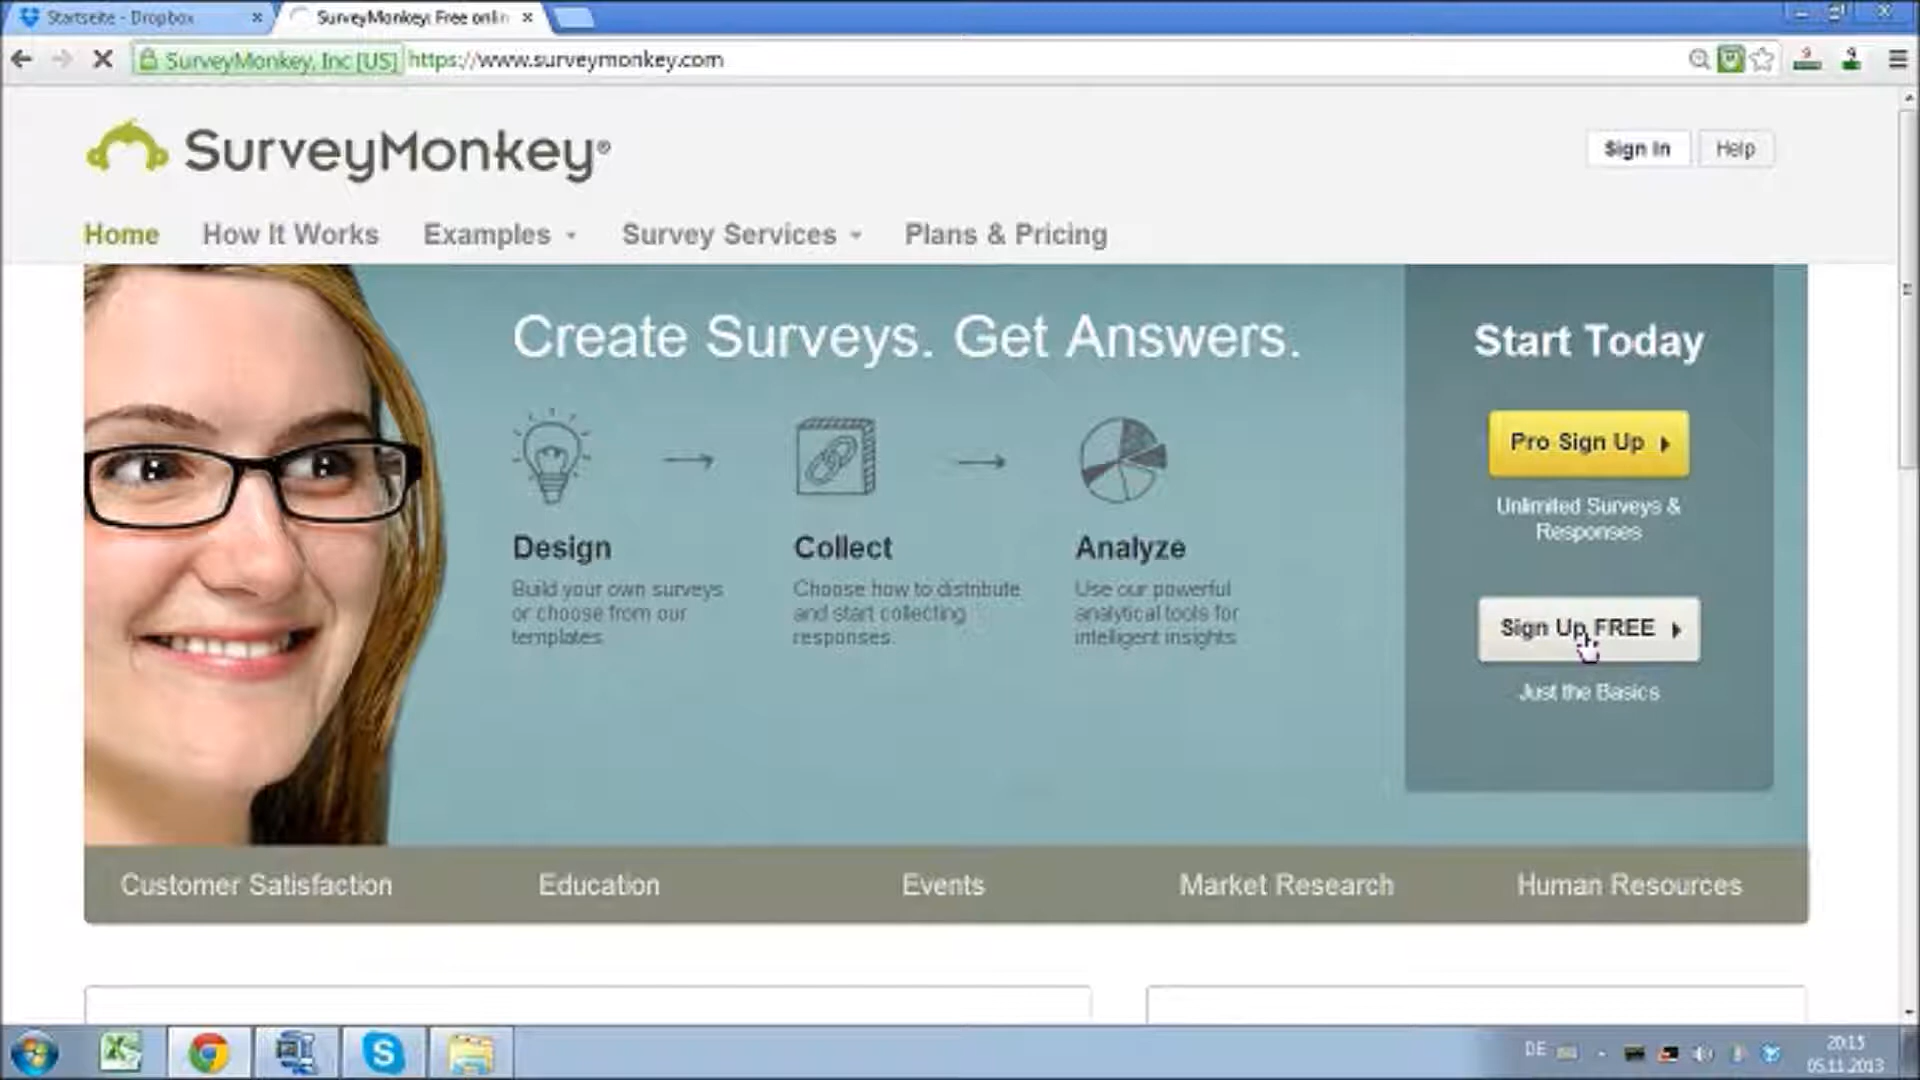 Startseite - Dropbox
SurveyMonkey: Free onlin
SurveyMonkey, Inc [US]
https://www.surveymonkey.com
SurveyMonkey®
Sign In
Help
Home
How It Works
Examples
Survey Services
Plans & Pricing
Create Surveys. Get Answers.
Start Today
Pro Sign Up
Unlimited Surveys &
Responses
Sign Up FREE
Just the Basics
Design
Build your own surveys
or choose from our
templates.
Collect
Choose how to distribute
and start collecting
responses.
Analyze
Use our powerful
analytical tools for
intelligent insights.
Customer Satisfaction
Education
Events
Market Research
Human Resources
DE
20:15
05.11.2013